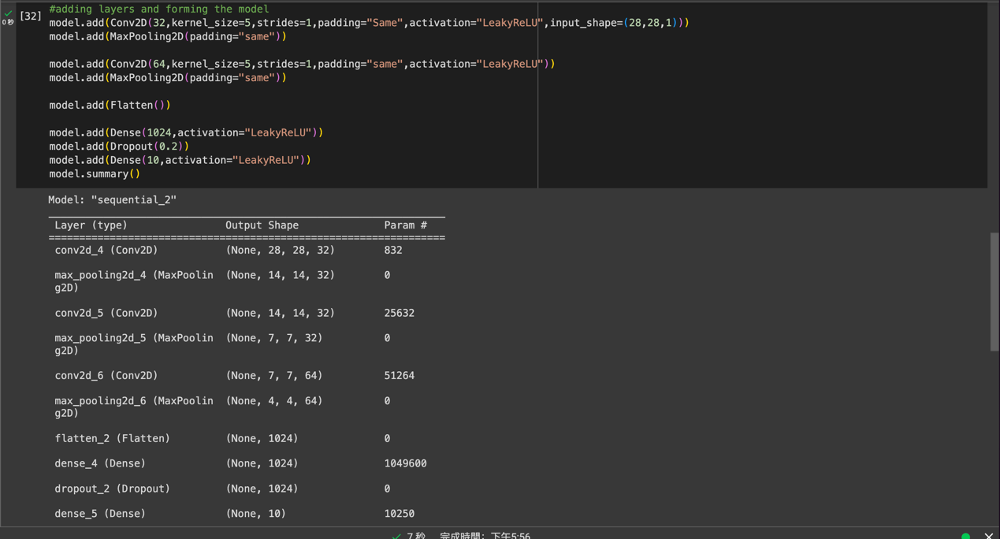 [32]
0 秒
#adding layers and forming the model
model.add(Conv2D(32,kernel_size=5,strides=1,padding="Same",activation="LeakyReLU",input_shape=(28,28,1)))
model.add(MaxPooling2D(padding="same"))
model.add(Conv2D(64,kernel_size=5,strides=1,padding="same",activation="LeakyReLU"))
model.add(MaxPooling2D(padding="same"))
model.add(Flatten())
model.add(Dense(1024,activation="LeakyReLU"))
model.add(Dropout(0.2))
model.add(Dense(10,activation="LeakyReLU"))
model.summary()
Model: "sequential_2"
Layer (type) Output Shape Param #
=================================================================
conv2d_4 (Conv2D) (None, 28, 28, 32) 832
max_pooling2d_4 (MaxPoolin (None, 14, 14, 32) 0
g2D)
conv2d_5 (Conv2D) (None, 14, 14, 32) 25632
max_pooling2d_5 (MaxPoolin (None, 7, 7, 32) 0
g2D)
conv2d_6 (Conv2D) (None, 7, 7, 64) 51264
max_pooling2d_6 (MaxPoolin (None, 4, 4, 64) 0
g2D)
flatten_2 (Flatten) (None, 1024) 0
dense_4 (Dense) (None, 1024) 1049600
dropout_2 (Dropout) (None, 1024) 0
dense_5 (Dense) (None, 10) 10250
7 秒 完成時間：下午5:56